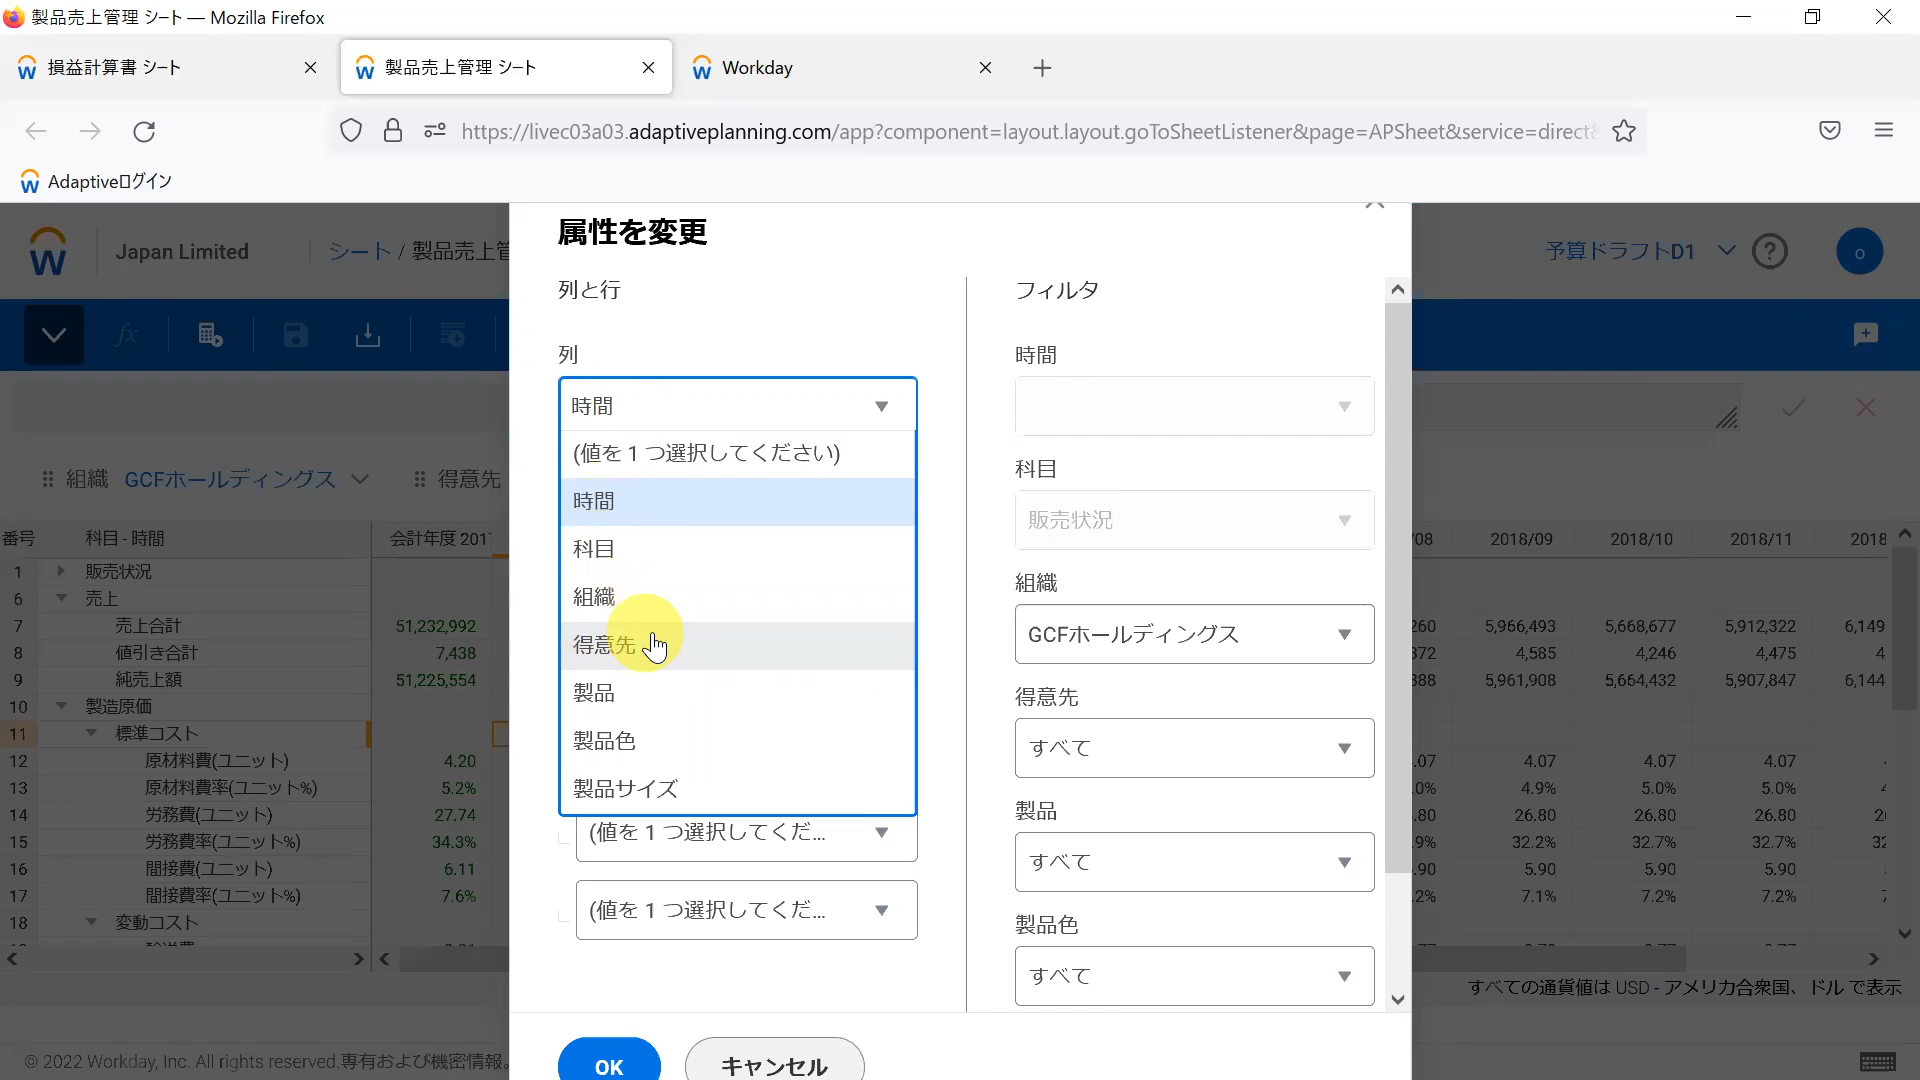 製品売上管理 シート — Mozilla Firefox
損益計算書 シート
製品売上管理 シート
Workday
https://livec03a03.adaptiveplanning.com/app?component=layout.layout.goToSheetListener&page=APSheet&service=direct
Adaptiveログイン
Japan Limited
シート / 製品売上管
予算ドラフトD1
属性を変更
列と行
列
時間
(値を 1 つ選択してください)
時間
科目
組織
得意先
製品
製品色
製品サイズ
(値を 1 つ選択してくだ...
(値を 1 つ選択してくだ...
フィルタ
時間
科目
販売状況
組織
GCFホールディングス
得意先
すべて
製品
すべて
製品色
すべて
OK
キャンセル
組織 GCFホールディングス 得意先
番号 科目 - 時間 会計年度 201 /08 2018/09 2018/10 2018/11 2018
1 販売状況
6 売上
7 売上合計 51,232,992 260 5,966,493 5,668,677 5,912,322 6,149
8 値引き合計 7,438 372 4,585 4,246 4,475 4
9 純売上額 51,225,554 388 5,961,908 5,664,432 5,907,847 6,144
10 製造原価
11 標準コスト
12 原材料費(ユニット) 4.20 .07 4.07 4.07 4.07
13 原材料費率(ユニット%) 5.2% .0% 4.9% 5.0% 5.0%
14 労務費(ユニット) 27.74 .80 26.80 26.80 26.80
15 労務費率(ユニット%) 34.3% .9% 32.2% 32.7% 32.7%
16 間接費(ユニット) 6.11 .90 5.90 5.90 5.90
17 間接費率(ユニット%) 7.6% .2% 7.1% 7.2% 7.2%
18 変動コスト
すべての通貨値は USD - アメリカ合衆国、ドル で表示
© 2022 Workday, Inc. All rights reserved.専有および機密情報。